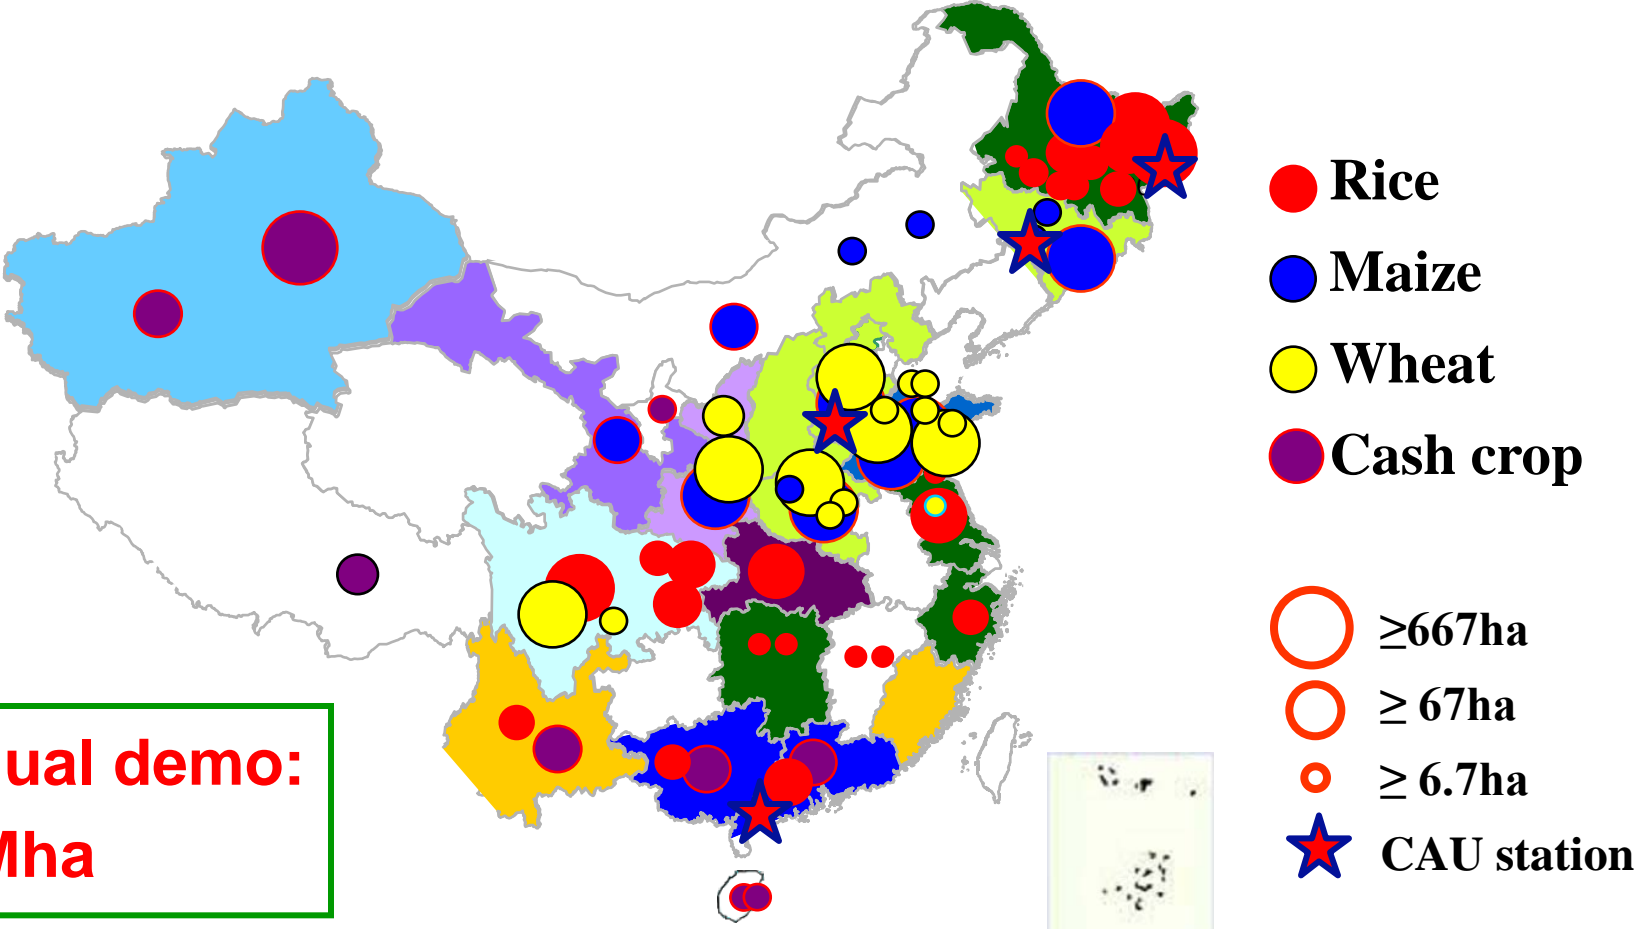 Rice
Maize
Wheat
Cash crop
≥667ha
≥ 67ha
≥ 6.7ha
CAU station
ual demo:
Mha